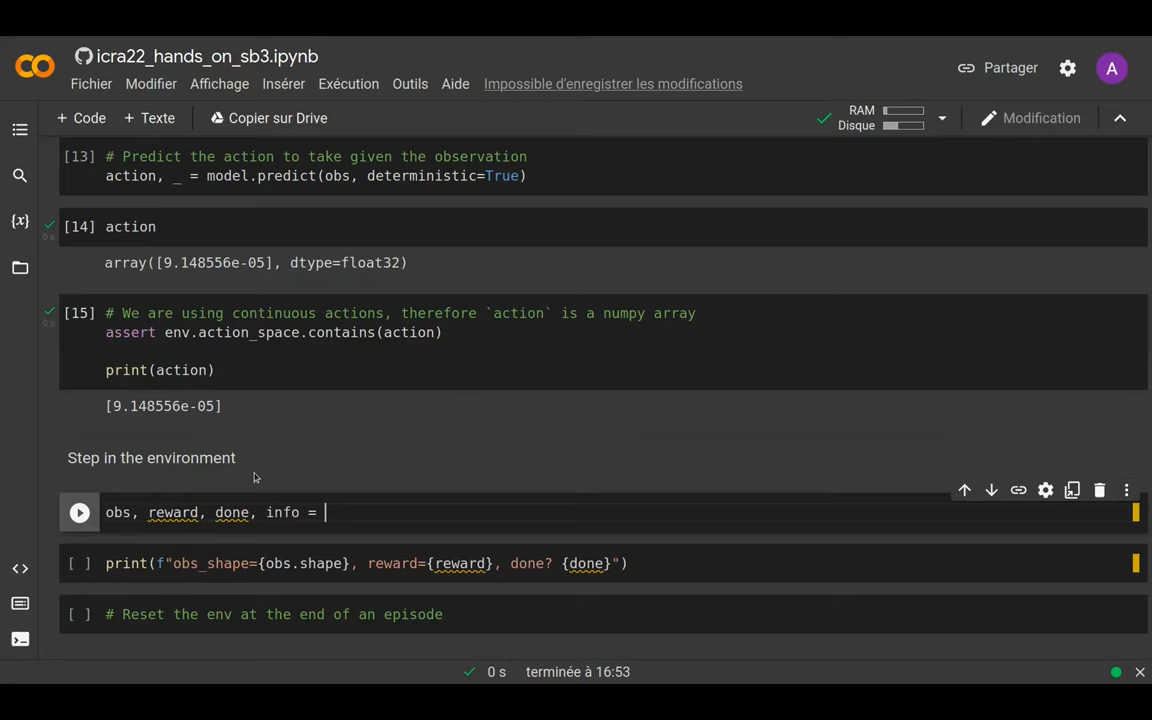 icra22_hands_on_sb3.ipynb
Fichier Modifier Affichage Insérer Exécution Outils Aide Impossible d'enregistrer les modifications
Partager
A
+ Code + Texte Copier sur Drive
RAM
Disque
Modification
[13] # Predict the action to take given the observation
action, _ = model.predict(obs, deterministic=True)
[14] action
0 s
array([9.148556e-05], dtype=float32)
[15] # We are using continuous actions, therefore `action` is a numpy array
0 s
assert env.action_space.contains(action)
print(action)
[9.148556e-05]
Step in the environment
obs, reward, done, info =
[ ] print(f"obs_shape={obs.shape}, reward={reward}, done? {done}")
[ ] # Reset the env at the end of an episode
0 s terminée à 16:53